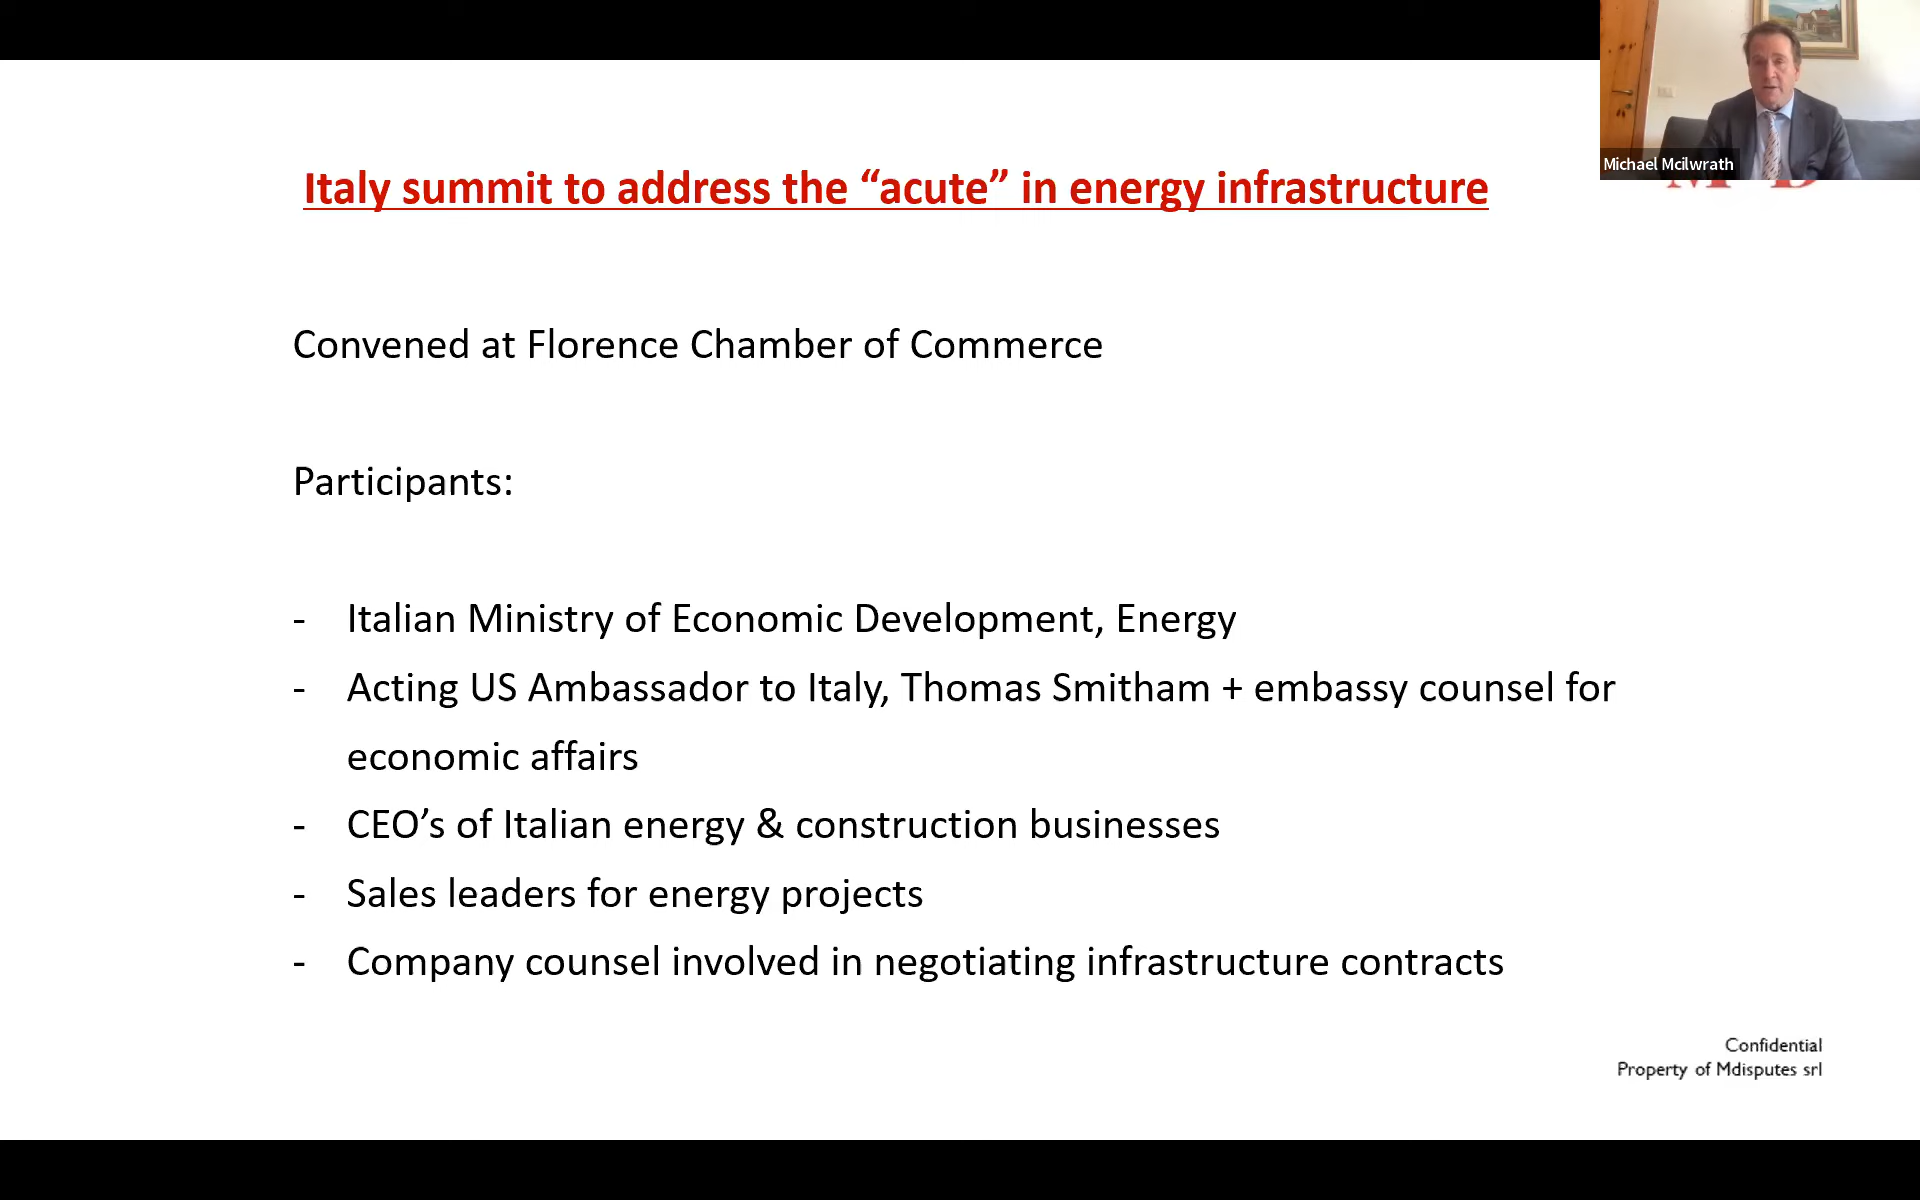 Michael Mcilwrath
Italy summit to address the “acute” in energy infrastructure
Convened at Florence Chamber of Commerce
Participants:
- Italian Ministry of Economic Development, Energy
- Acting US Ambassador to Italy, Thomas Smitham + embassy counsel for
economic affairs
- CEO’s of Italian energy & construction businesses
- Sales leaders for energy projects
- Company counsel involved in negotiating infrastructure contracts
Confidential
Property of Mdisputes srl